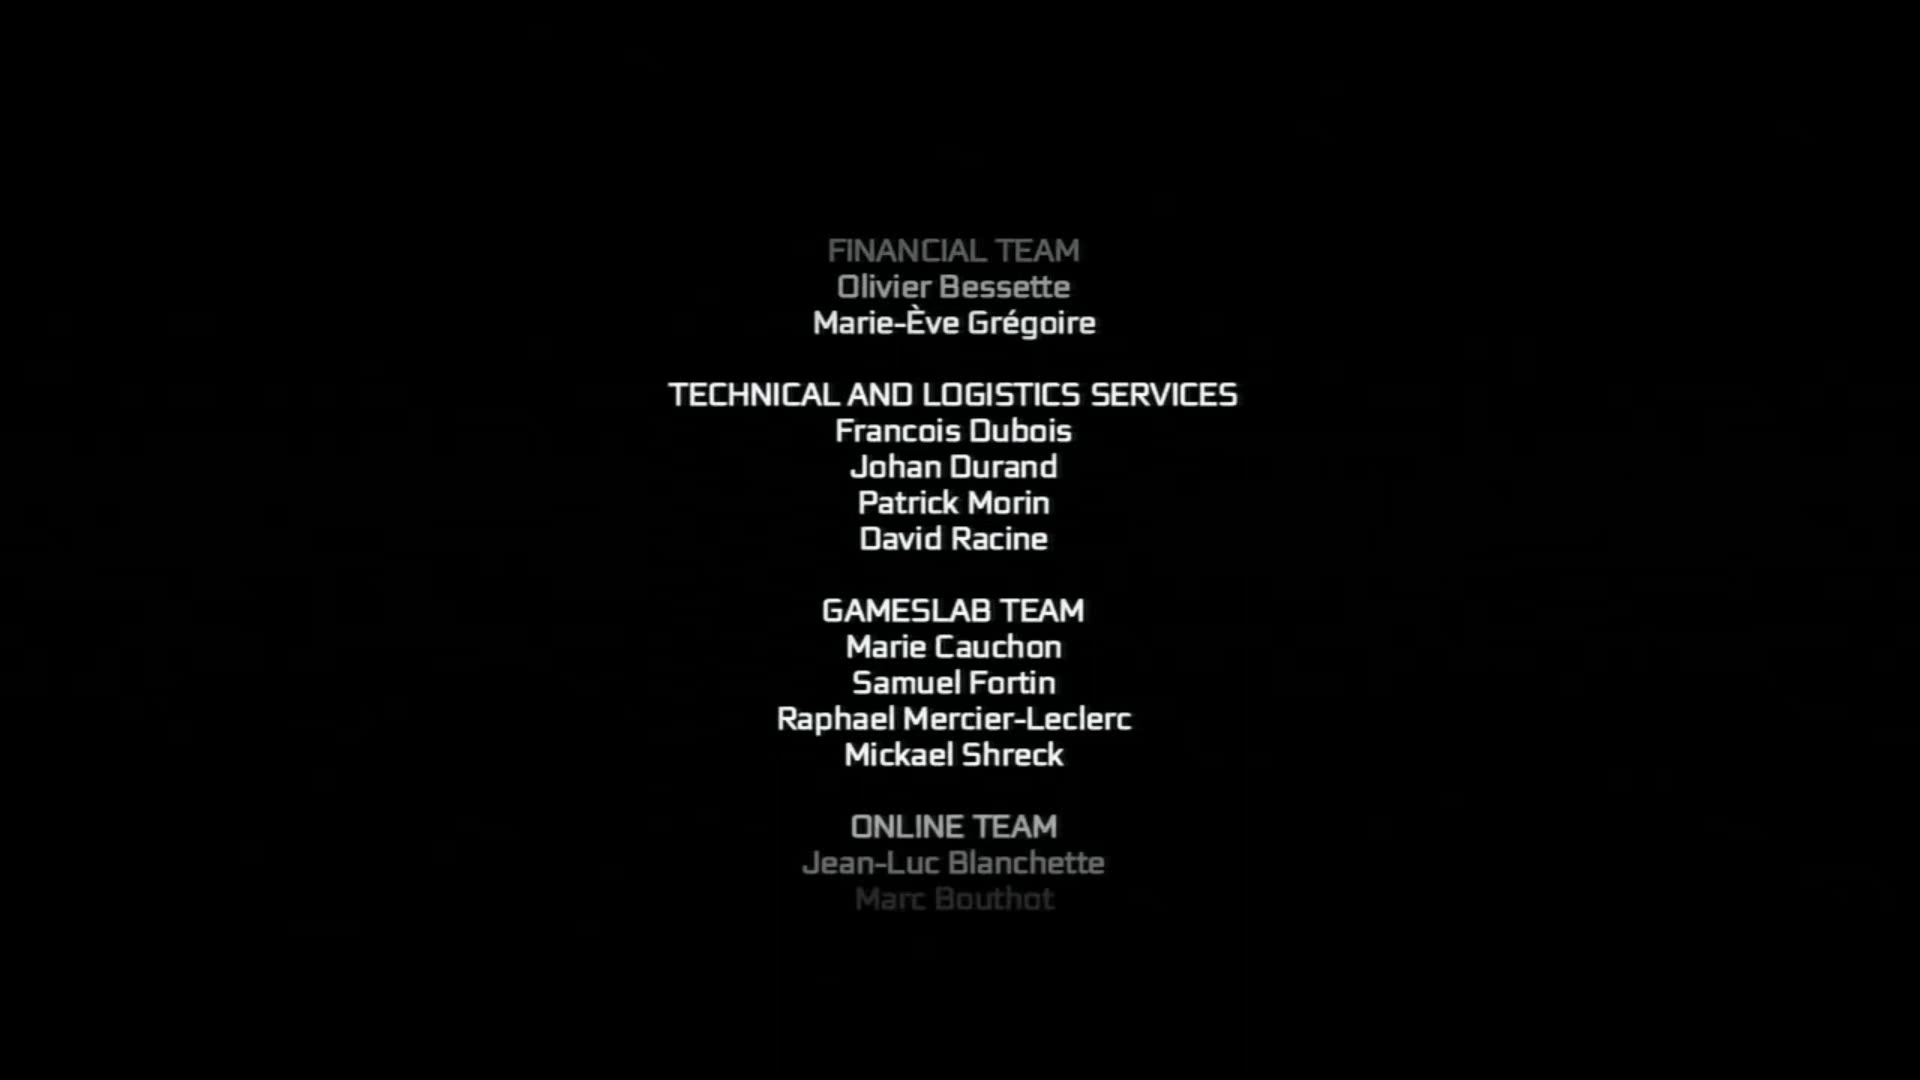 FINANCIAL TEAM
Olivier Bessette
Marie-Ève Grégoire
TECHNICAL AND LOGISTICS SERVICES
Francois Dubois
Johan Durand
Patrick Morin
David Racine
GAMESLAB TEAM
Marie Cauchon
Samuel Fortin
Raphael Mercier-Leclerc
Mickael Shreck
ONLINE TEAM
Jean-Luc Blanchette
Marc Bouthot